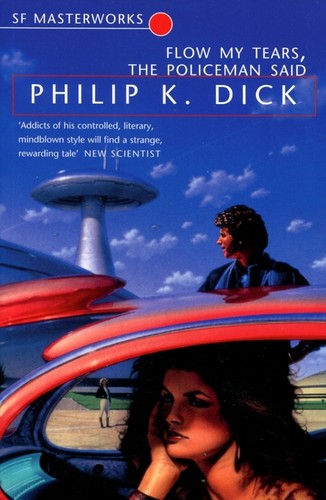 SF MASTERWORKS
FLOW MY TEARS,
THE POLICEMAN SAID
PHILIP K. DICK
'Addicts of his controlled, literary,
mindblown style will find a strange,
rewarding tale' NEW SCIENTIST